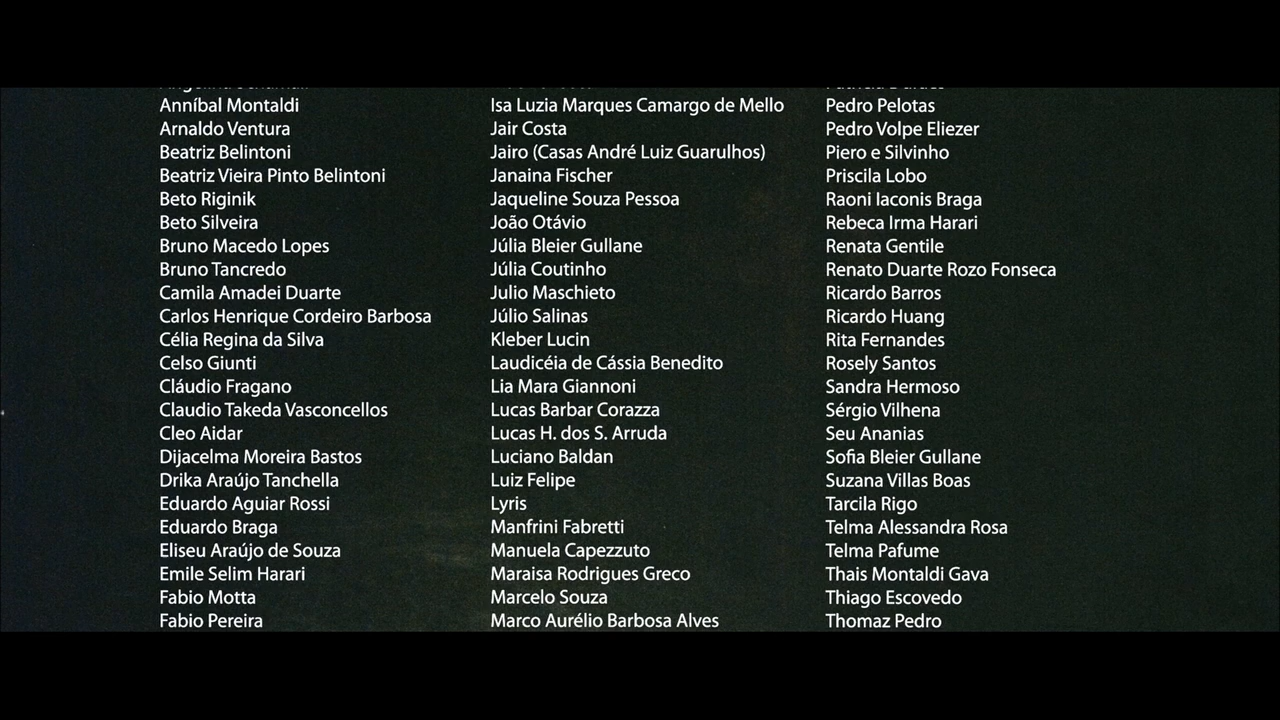 Anníbal Montaldi
Arnaldo Ventura
Beatriz Belintoni
Beatriz Vieira Pinto Belintoni
Beto Riginik
Beto Silveira
Bruno Macedo Lopes
Bruno Tancredo
Camila Amadei Duarte
Carlos Henrique Cordeiro Barbosa
Célia Regina da Silva
Celso Giunti
Cláudio Fragano
Claudio Takeda Vasconcellos
Cleo Aidar
Dijacelma Moreira Bastos
Drika Araújo Tanchella
Eduardo Aguiar Rossi
Eduardo Braga
Eliseu Araújo de Souza
Emile Selim Harari
Fabio Motta
Fabio Pereira
Isa Luzia Marques Camargo de Mello
Jair Costa
Jairo (Casas André Luiz Guarulhos)
Janaina Fischer
Jaqueline Souza Pessoa
João Otávio
Júlia Bleier Gullane
Júlia Coutinho
Julio Maschieto
Júlio Salinas
Kleber Lucin
Laudicéia de Cássia Benedito
Lia Mara Giannoni
Lucas Barbar Corazza
Lucas H. dos S. Arruda
Luciano Baldan
Luiz Felipe
Lyris
Manfrini Fabretti
Manuela Capezzuto
Maraisa Rodrigues Greco
Marcelo Souza
Marco Aurélio Barbosa Alves
Pedro Pelotas
Pedro Volpe Eliezer
Piero e Silvinho
Priscila Lobo
Raoni Iaconis Braga
Rebeca Irma Harari
Renata Gentile
Renato Duarte Rozo Fonseca
Ricardo Barros
Ricardo Huang
Rita Fernandes
Rosely Santos
Sandra Hermoso
Sérgio Vilhena
Seu Ananias
Sofia Bleier Gullane
Suzana Villas Boas
Tarcila Rigo
Telma Alessandra Rosa
Telma Pafume
Thais Montaldi Gava
Thiago Escovedo
Thomaz Pedro